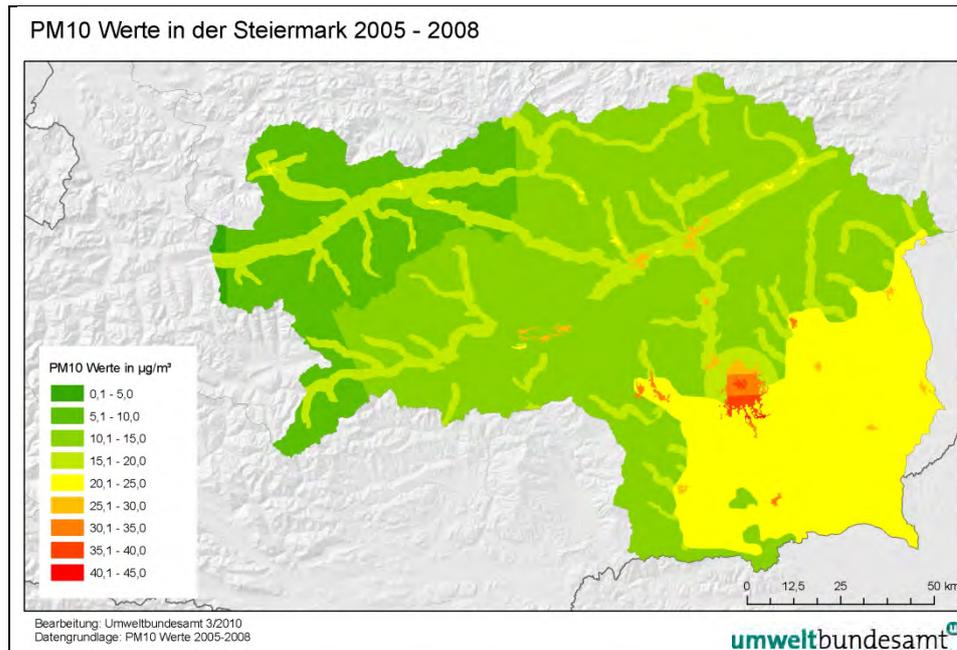 PM10 Werte in der Steiermark 2005 - 2008
PM10 Werte in µg/m³
0,1 - 5,0
5,1 - 10,0
10,1 - 15,0
15,1 - 20,0
20,1 - 25,0
25,1 - 30,0
30,1 - 35,0
35,1 - 40,0
40,1 - 45,0
0 12,5 25 50 km
Bearbeitung: Umweltbundesamt 3/2010
Datengrundlage: PM10 Werte 2005-2008
umweltbundesamt u